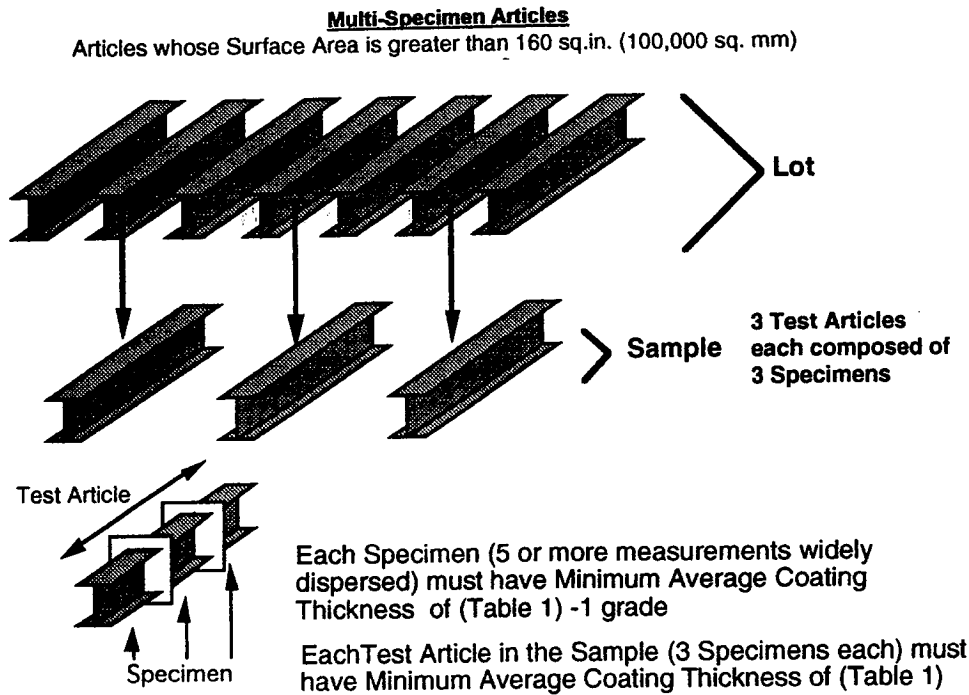 Multi-Specimen Articles
Articles whose Surface Area is greater than 160 sq.in. (100,000 sq. mm)
Lot
Sample
3 Test Articles
each composed of
3 Specimens
Test Article
Each Specimen (5 or more measurements widely
dispersed) must have Minimum Average Coating
Thickness of (Table 1) -1 grade
EachTest Article in the Sample (3 Specimens each) must
have Minimum Average Coating Thickness of (Table 1)
Specimen